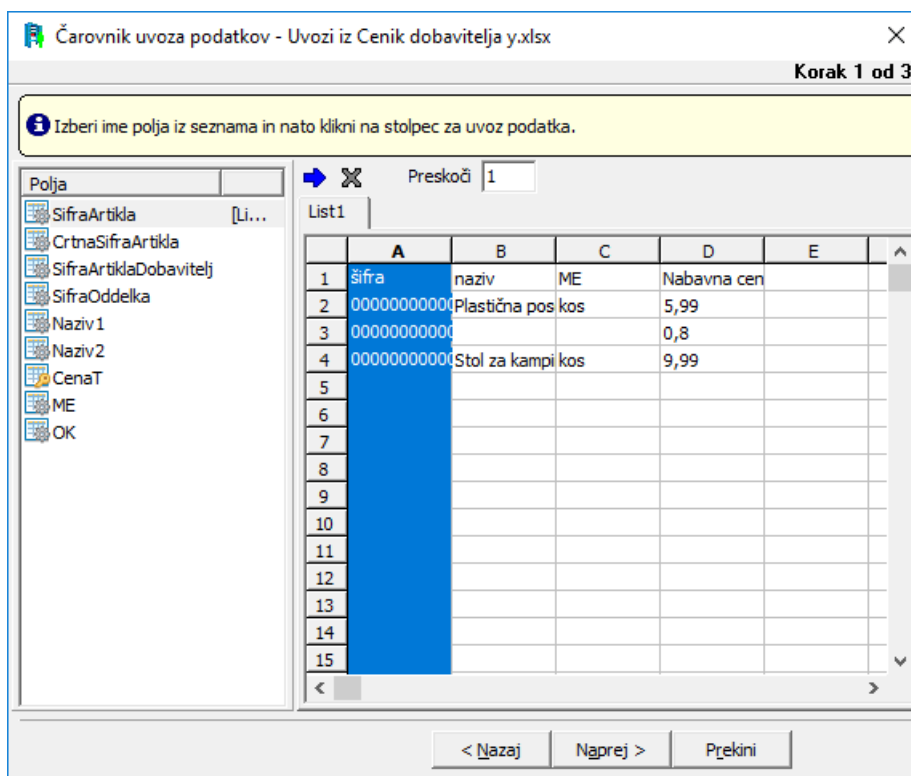 Čarovnik uvoza podatkov - Uvozi iz Cenik dobavitelja y.xlsx
Korak 1 od 3
Izberi ime polja iz seznama in nato klikni na stolpec za uvoz podatka.
Polja
Preskoči 1
SifraArtikla [Li...
CrtnaSifraArtikla
SifraArtiklaDobavitelj
SifraOddelka
Naziv1
Naziv2
CenaT
ME
OK
List1
A B C D E
1 šifra naziv ME Nabavna cen
2 00000000000 Plastična pos kos 5,99
3 00000000000 0,8
4 00000000000 Stol za kampi kos 9,99
5
6
7
8
9
10
11
12
13
14
15
< Nazaj Naprej > Prekini